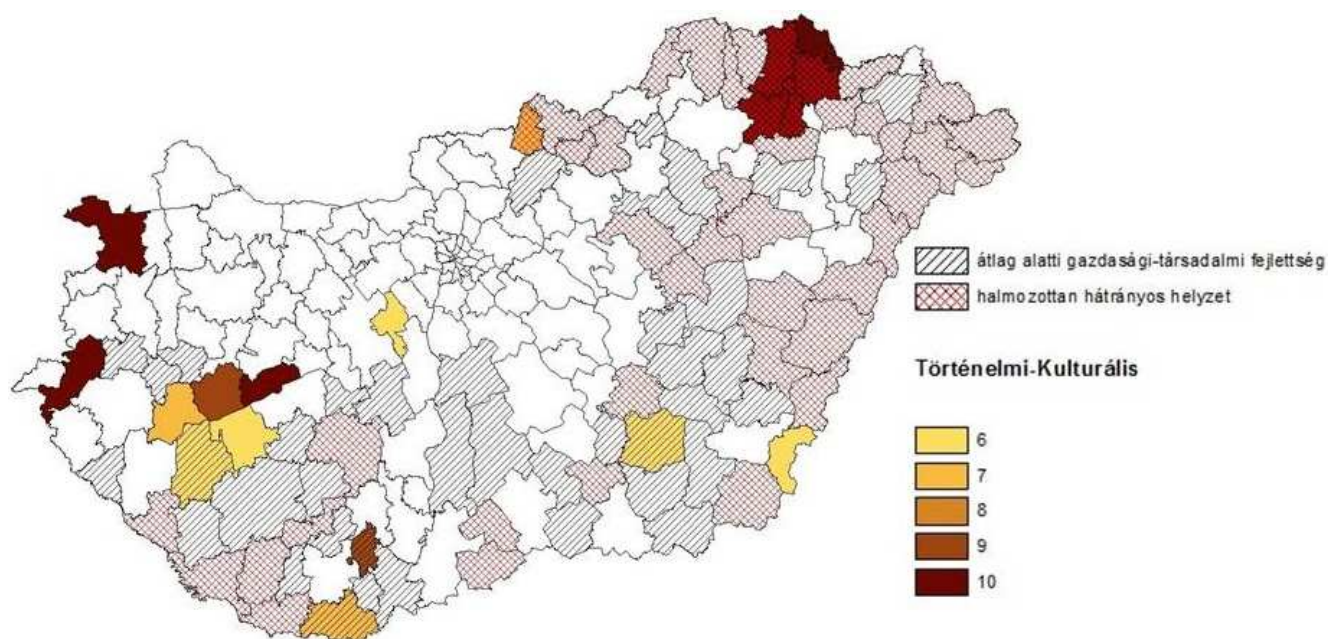 átlag alatti gazdasági-társadalmi fejlettség
halmozottan hátrányos helyzet
Történelmi-Kulturális
6
7
8
9
10